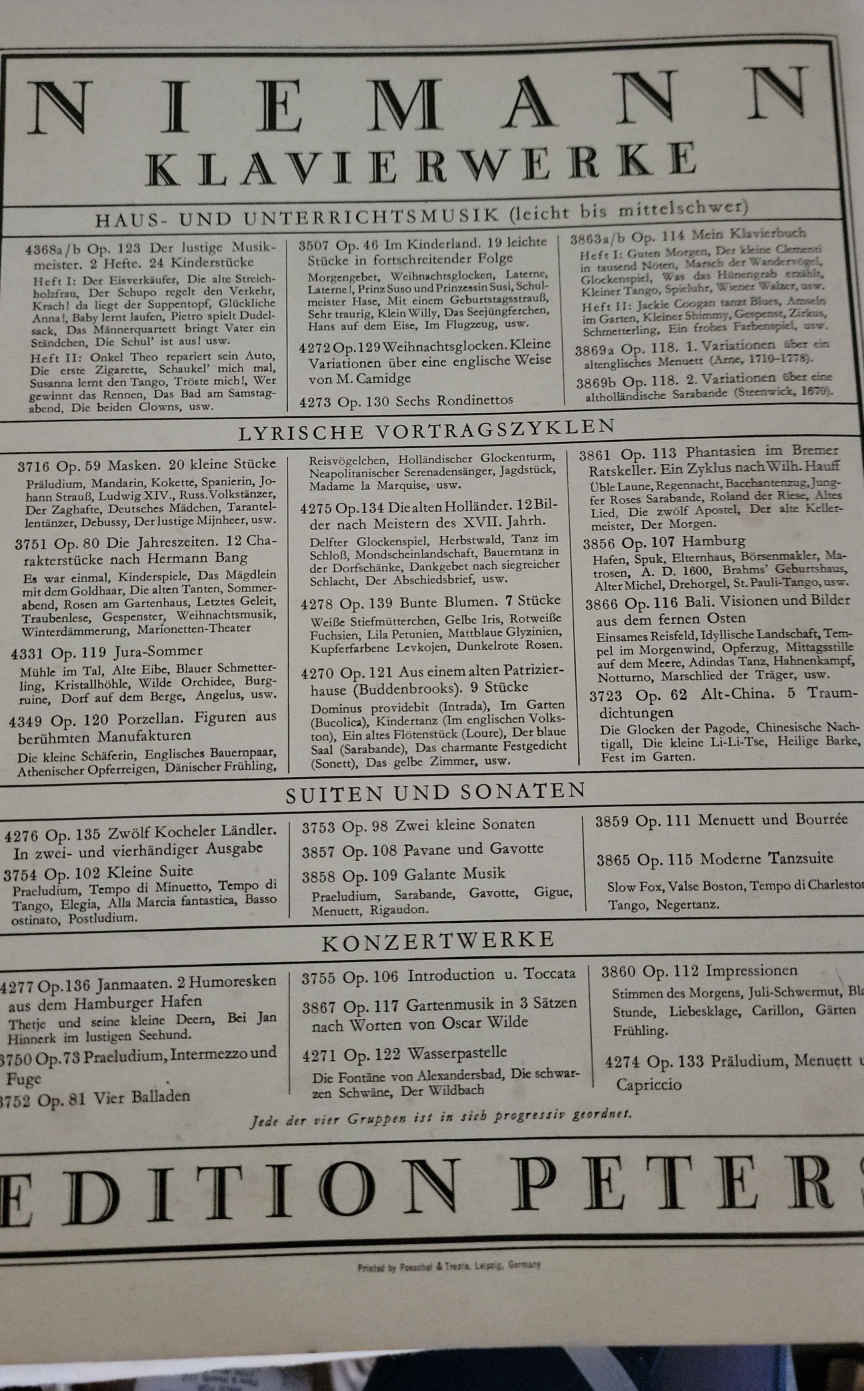 NIEMANN
KLAVIERWERKE
HAUS- UND UNTERRICHTSMUSIK (leicht bis mittelschwer)
4368a/b Op. 123 Der lustige Musik-
meister. 2 Hefte. 24 Kinderstücke
Heft I: Der Eisverkäufer, Die alte Streich-
holzfrau, Der Schupo regelt den Verkehr,
Krach! da liegt der Suppentopf, Glückliche
Anna!, Baby lernt laufen, Pietro spielt Dudel-
sack, Das Männerquartett bringt Vater ein
Ständchen, Die Schul' ist aus! usw.
Heft II: Onkel Theo repariert sein Auto,
Die erste Zigarette, Schaukel' mich mal,
Susanna lernt den Tango, Tröste mich!, Wer
gewinnt das Rennen, Das Bad am Samstag-
abend, Die beiden Clowns, usw.
3507 Op. 46 Im Kinderland. 19 leichte
Stücke in fortschreitender Folge
Morgengebet, Weihnachtsglocken, Laterne,
Laterne!, Prinz Suso und Prinzessin Susi, Schul-
meister Hase, Mit einem Geburtstagsstrauß,
Sehr traurig, Klein Willy, Das Seejüngferchen,
Hans auf dem Eise, Im Flugzeug, usw.
4272 Op. 129 Weihnachtsglocken. Kleine
Variationen über eine englische Weise
von M. Camidge
4273 Op. 130 Sechs Rondinettos
3863a/b Op. 114 Mein Klavierbuch
Heft I: Guten Morgen, Der kleine Clementi
in tausend Nöten, Marsch der Wandervögel,
Glockenspiel, Was das Hünengrab erzählt,
Kleiner Tango, Spieluhr, Wiener Walzer, usw.
Heft II: Jackie Coogan tanzt Blues, Amseln
im Garten, Kleiner Shimmy, Gespenst, Zirkus,
Schmetterling, Ein frohes Farbenspiel, usw.
3869a Op. 118. 1. Variationen über ein
altenglisches Menuett (Arne, 1710–1778).
3869b Op. 118. 2. Variationen über eine
altholländische Sarabande (Steenwick, 1679).
LYRISCHE VORTRAGSZYKLEN
3716 Op. 59 Masken. 20 kleine Stücke
Präludium, Mandarin, Kokette, Spanierin, Jo-
hann Strauß, Ludwig XIV., Russ. Volkstänzer,
Der Zaghafte, Deutsches Mädchen, Tarantel-
lentänzer, Debussy, Der lustige Mijnheer, usw.
3751 Op. 80 Die Jahreszeiten. 12 Cha-
rakterstücke nach Hermann Bang
Es war einmal, Kinderspiele, Das Mägdlein
mit dem Goldhaar, Die alten Tanten, Sommer-
abend, Rosen am Gartenhaus, Letztes Geleit,
Traubenlese, Gespenster, Weihnachtsmusik,
Winterdämmerung, Marionetten-Theater
4331 Op. 119 Jura-Sommer
Mühle im Tal, Alte Eibe, Blauer Schmetter-
ling, Kristallhöhle, Wilde Orchidee, Burg-
ruine, Dorf auf dem Berge, Angelus, usw.
4349 Op. 120 Porzellan. Figuren aus
berühmten Manufakturen
Die kleine Schäferin, Englisches Bauernpaar,
Athenischer Opferreigen, Dänischer Frühling,
Reisvögelchen, Holländischer Glockenturm,
Neapolitanischer Serenadensänger, Jagdstück,
Madame la Marquise, usw.
4275 Op. 134 Die alten Holländer. 12 Bil-
der nach Meistern des XVII. Jahrh.
Delfter Glockenspiel, Herbstwald, Tanz im
Schloß, Mondscheinlandschaft, Bauerntanz in
der Dorfschänke, Dankgebet nach siegreicher
Schlacht, Der Abschiedsbrief, usw.
4278 Op. 139 Bunte Blumen. 7 Stücke
Weiße Stiefmütterchen, Gelbe Iris, Rotweiße
Fuchsien, Lila Petunien, Mattblaue Glyzinien,
Kupferfarbene Levkojen, Dunkelrote Rosen.
4270 Op. 121 Aus einem alten Patrizier-
hause (Buddenbrooks). 9 Stücke
Dominus providebit (Intrada), Im Garten
(Bucolica), Kindertanz (Im englischen Volks-
ton), Ein altes Flötenstück (Loure), Der blaue
Saal (Sarabande), Das charmante Festgedicht
(Sonett), Das gelbe Zimmer, usw.
3861 Op. 113 Phantasien im Bremer
Ratskeller. Ein Zyklus nach Wilh. Hauff
Üble Laune, Regennacht, Bacchantenzug, Jung-
fer Roses Sarabande, Roland der Riese, Altes
Lied, Die zwölf Apostel, Der alte Keller-
meister, Der Morgen.
3856 Op. 107 Hamburg
Hafen, Spuk, Elternhaus, Börsenmakler, Ma-
trosen, A. D. 1600, Brahms' Geburtshaus,
Alter Michel, Drehorgel, St. Pauli-Tango, usw.
3866 Op. 116 Bali. Visionen und Bilder
aus dem fernen Osten
Einsames Reisfeld, Idyllische Landschaft, Tem-
pel im Morgenwind, Opferzug, Mittagsstille
auf dem Meere, Adindas Tanz, Hahnenkampf,
Notturno, Marschlied der Träger, usw.
3723 Op. 62 Alt-China. 5 Traum-
dichtungen
Die Glocken der Pagode, Chinesische Nach-
tigall, Die kleine Li-Li-Tse, Heilige Barke,
Fest im Garten.
SUITEN UND SONATEN
4276 Op. 135 Zwölf Kocheler Ländler.
In zwei- und vierhändiger Ausgabe
3754 Op. 102 Kleine Suite
Praeludium, Tempo di Minuetto, Tempo di
Tango, Elegia, Alla Marcia fantastica, Basso
ostinato, Postludium.
3753 Op. 98 Zwei kleine Sonaten
3857 Op. 108 Pavane und Gavotte
3858 Op. 109 Galante Musik
Praeludium, Sarabande, Gavotte, Gigue,
Menuett, Rigaudon.
3859 Op. 111 Menuett und Bourrée
3865 Op. 115 Moderne Tanzsuite
Slow Fox, Valse Boston, Tempo di Charleston
Tango, Negertanz.
KONZERTWERKE
4277 Op. 136 Janmaaten. 2 Humoresken
aus dem Hamburger Hafen
Thetje und seine kleine Deern, Bei Jan
Hinnerk im lustigen Seehund.
3750 Op. 73 Praeludium, Intermezzo und
Fuge
3752 Op. 81 Vier Balladen
3755 Op. 106 Introduction u. Toccata
3867 Op. 117 Gartenmusik in 3 Sätzen
nach Worten von Oscar Wilde
4271 Op. 122 Wasserpastelle
Die Fontäne von Alexandersbad, Die schwar-
zen Schwäne, Der Wildbach
3860 Op. 112 Impressionen
Stimmen des Morgens, Juli-Schwermut, Bla
Stunde, Liebesklage, Carillon, Gärten
Frühling.
4274 Op. 133 Präludium, Menuett u
Capriccio
Jede der vier Gruppen ist in sich progressiv geordnet.
EDITION PETERS
Printed by Poeschel & Trepte, Leipzig, Germany